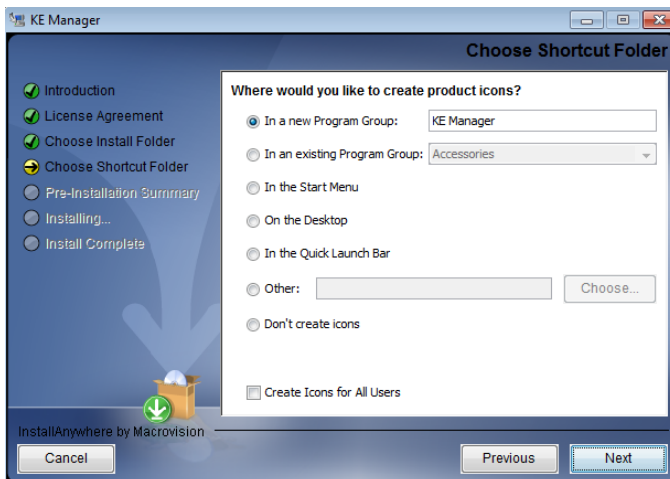 KE Manager
Choose Shortcut Folder
Introduction
License Agreement
Choose Install Folder
Choose Shortcut Folder
Pre-Installation Summary
Installing...
Install Complete
Where would you like to create product icons?
In a new Program Group: KE Manager
In an existing Program Group: Accessories
In the Start Menu
On the Desktop
In the Quick Launch Bar
Other: Choose...
Don't create icons
Create Icons for All Users
InstallAnywhere by Macrovision
Cancel Previous Next